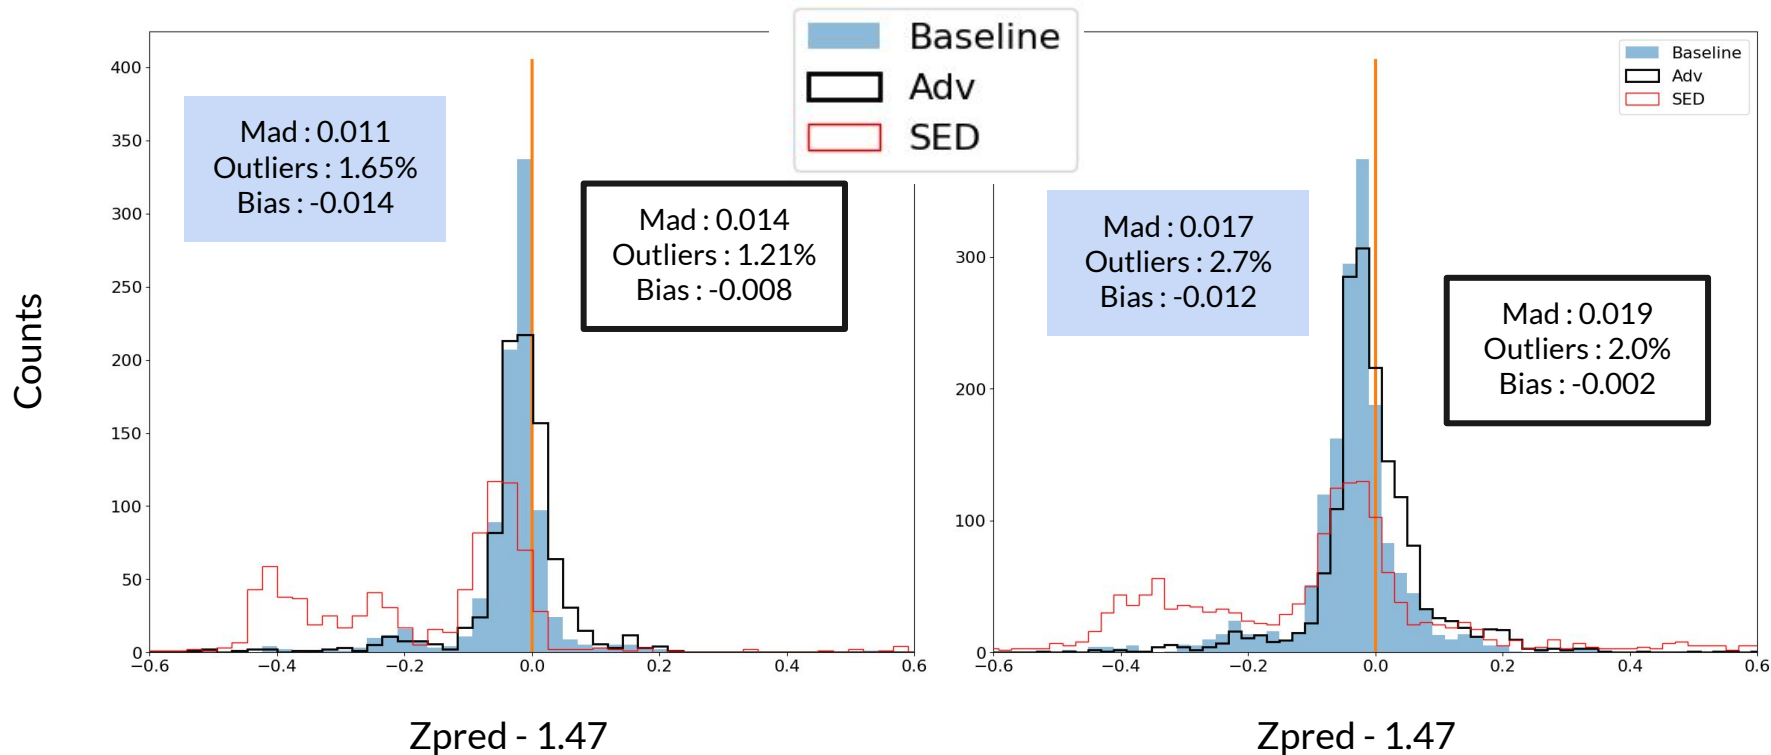 Baseline
Adv
SED
Baseline
Adv
SED
Counts
400
350
300
250
200
150
100
50
0
Mad : 0.011
Outliers : 1.65%
Bias : -0.014
Mad : 0.014
Outliers : 1.21%
Bias : -0.008
−0.6 −0.4 −0.2 0.0 0.2 0.4 0.6
Zpred - 1.47
300
200
100
0
Mad : 0.017
Outliers : 2.7%
Bias : -0.012
Mad : 0.019
Outliers : 2.0%
Bias : -0.002
−0.6 −0.4 −0.2 0.0 0.2 0.4 0.6
Zpred - 1.47